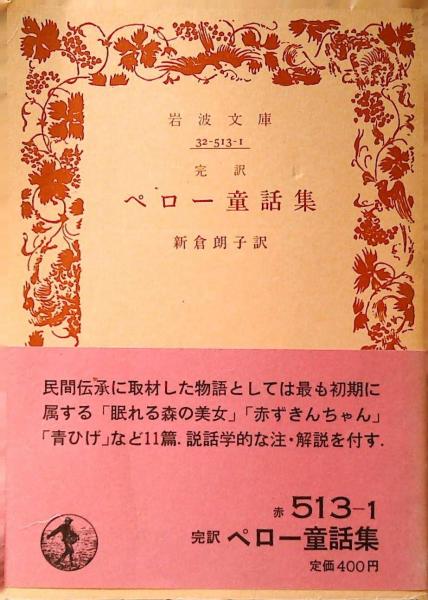 岩波文庫
32-513-1
完訳
ペロー童話集
新倉朗子訳
民間伝承に取材した物語としては最も初期に
属する「眠れる森の美女」「赤ずきんちゃん」
「青ひげ」など11篇．説話学的な注・解説を付す．
赤 513-1
完訳 ペロー童話集
定価400円